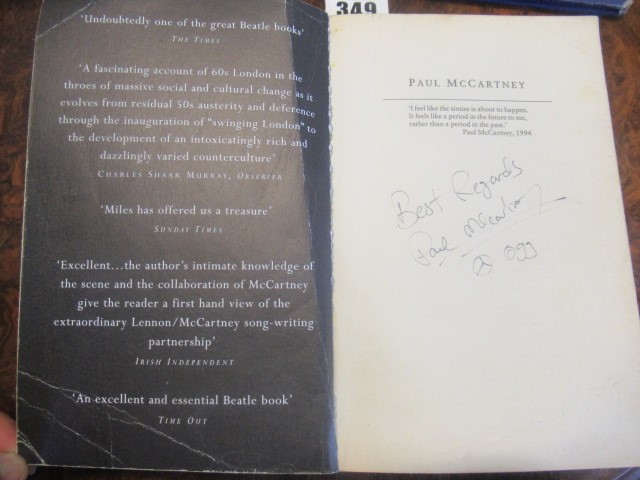 349
'Undoubtedly one of the great Beatle books'
THE TIMES
'A fascinating account of 60s London in the
throes of massive social and cultural change as it
evolves from residual 50s austerity and deference
through the inauguration of "swinging London" to
the development of an intoxicatingly rich and
dazzlingly varied counterculture'
CHARLES SHAAR MURRAY, OBSERVER
'Miles has offered us a treasure'
SUNDAY TIMES
'Excellent...the author's intimate knowledge of
the scene and the collaboration of McCartney
give the reader a first hand view of the
extraordinary Lennon/McCartney song-writing
partnership'
IRISH INDEPENDENT
'An excellent and essential Beatle book'
TIME OUT
PAUL MCCARTNEY
'I feel like the sixties is about to happen.
It feels like a period in the future to me,
rather than a period in the past.'
Paul McCartney, 1994
Best Regards
Paul McCartney